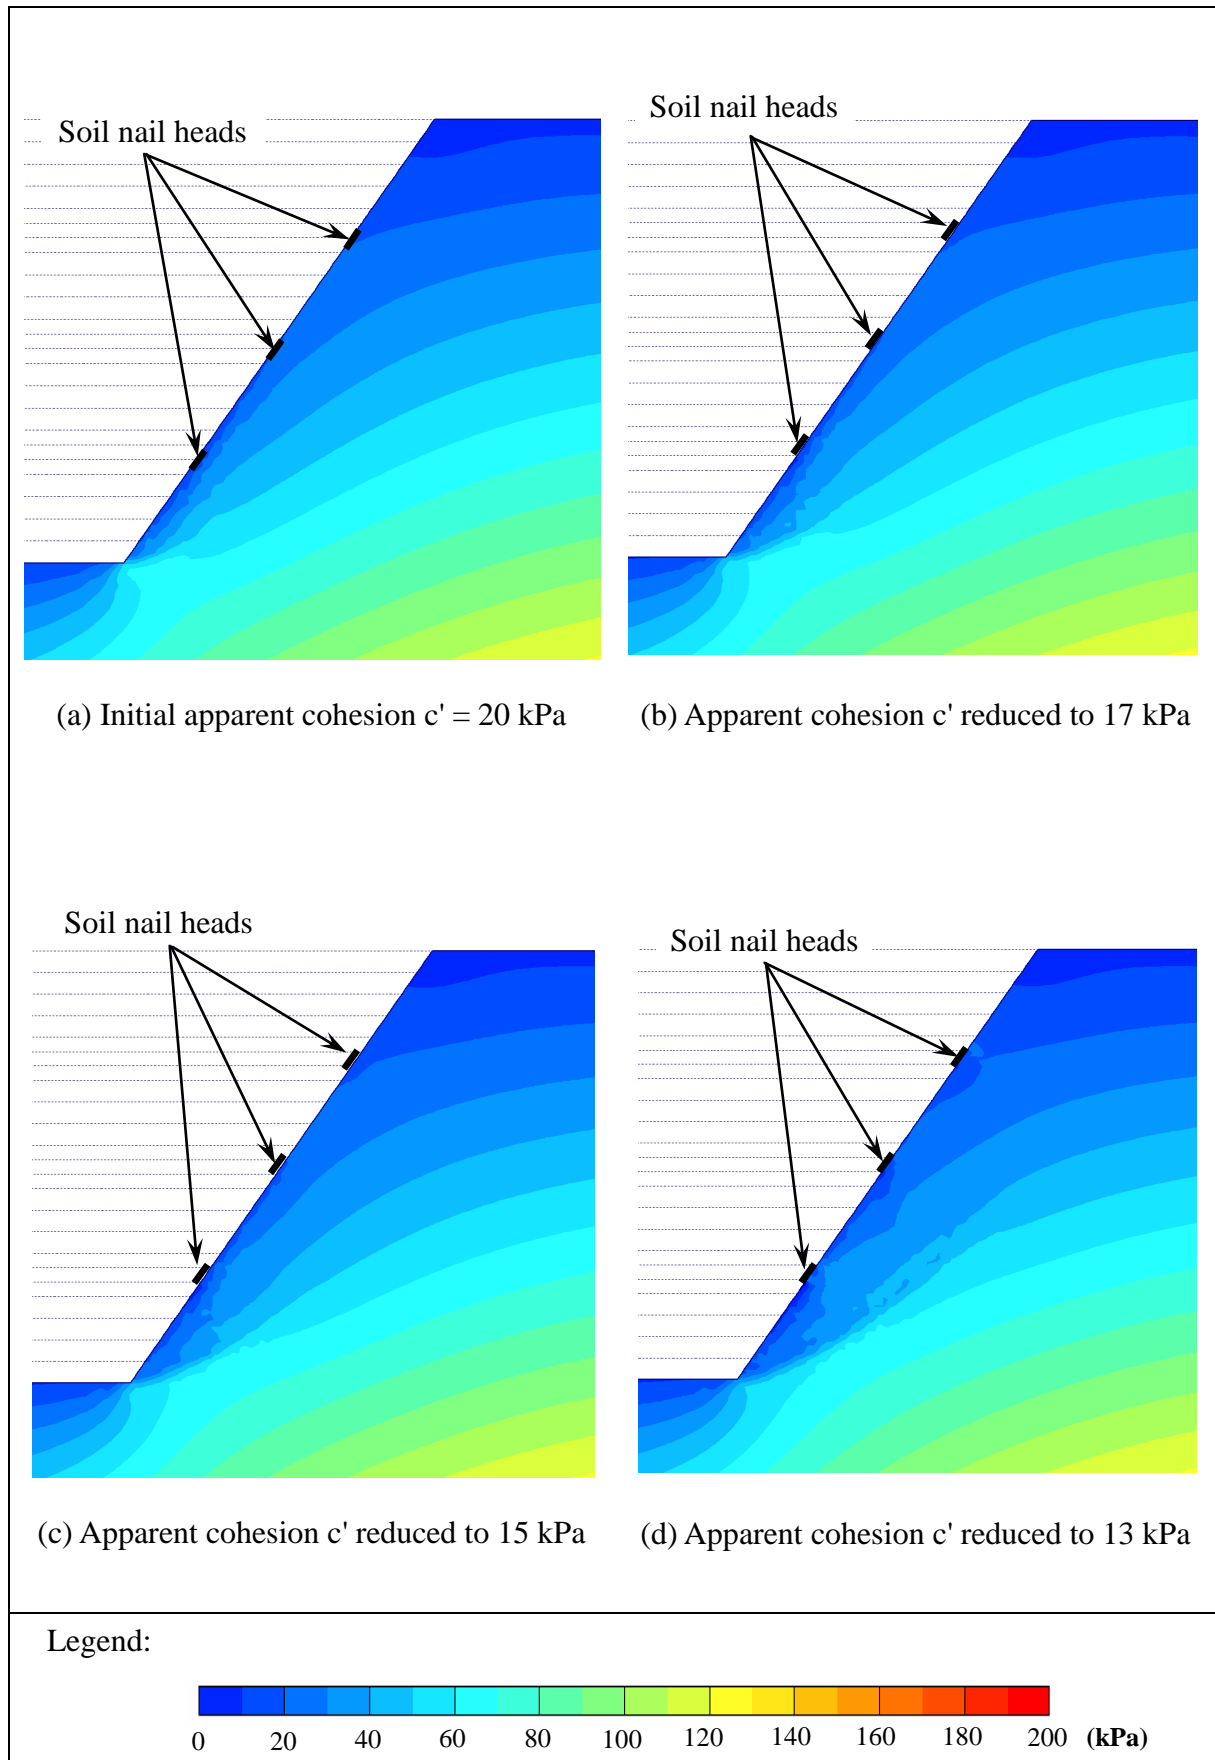 Soil nail heads
Soil nail heads
(a) Initial apparent cohesion c' = 20 kPa
(b) Apparent cohesion c' reduced to 17 kPa
Soil nail heads
Soil nail heads
(c) Apparent cohesion c' reduced to 15 kPa
(d) Apparent cohesion c' reduced to 13 kPa
Legend:
0 20 40 60 80 100 120 140 160 180 200 (kPa)